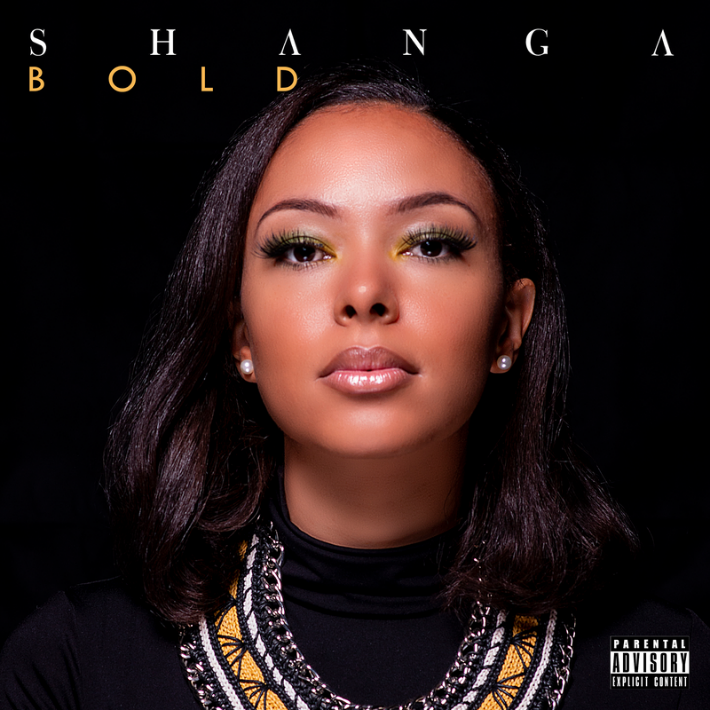 SHANGA
BOLD
PARENTAL
ADVISORY
EXPLICIT CONTENT